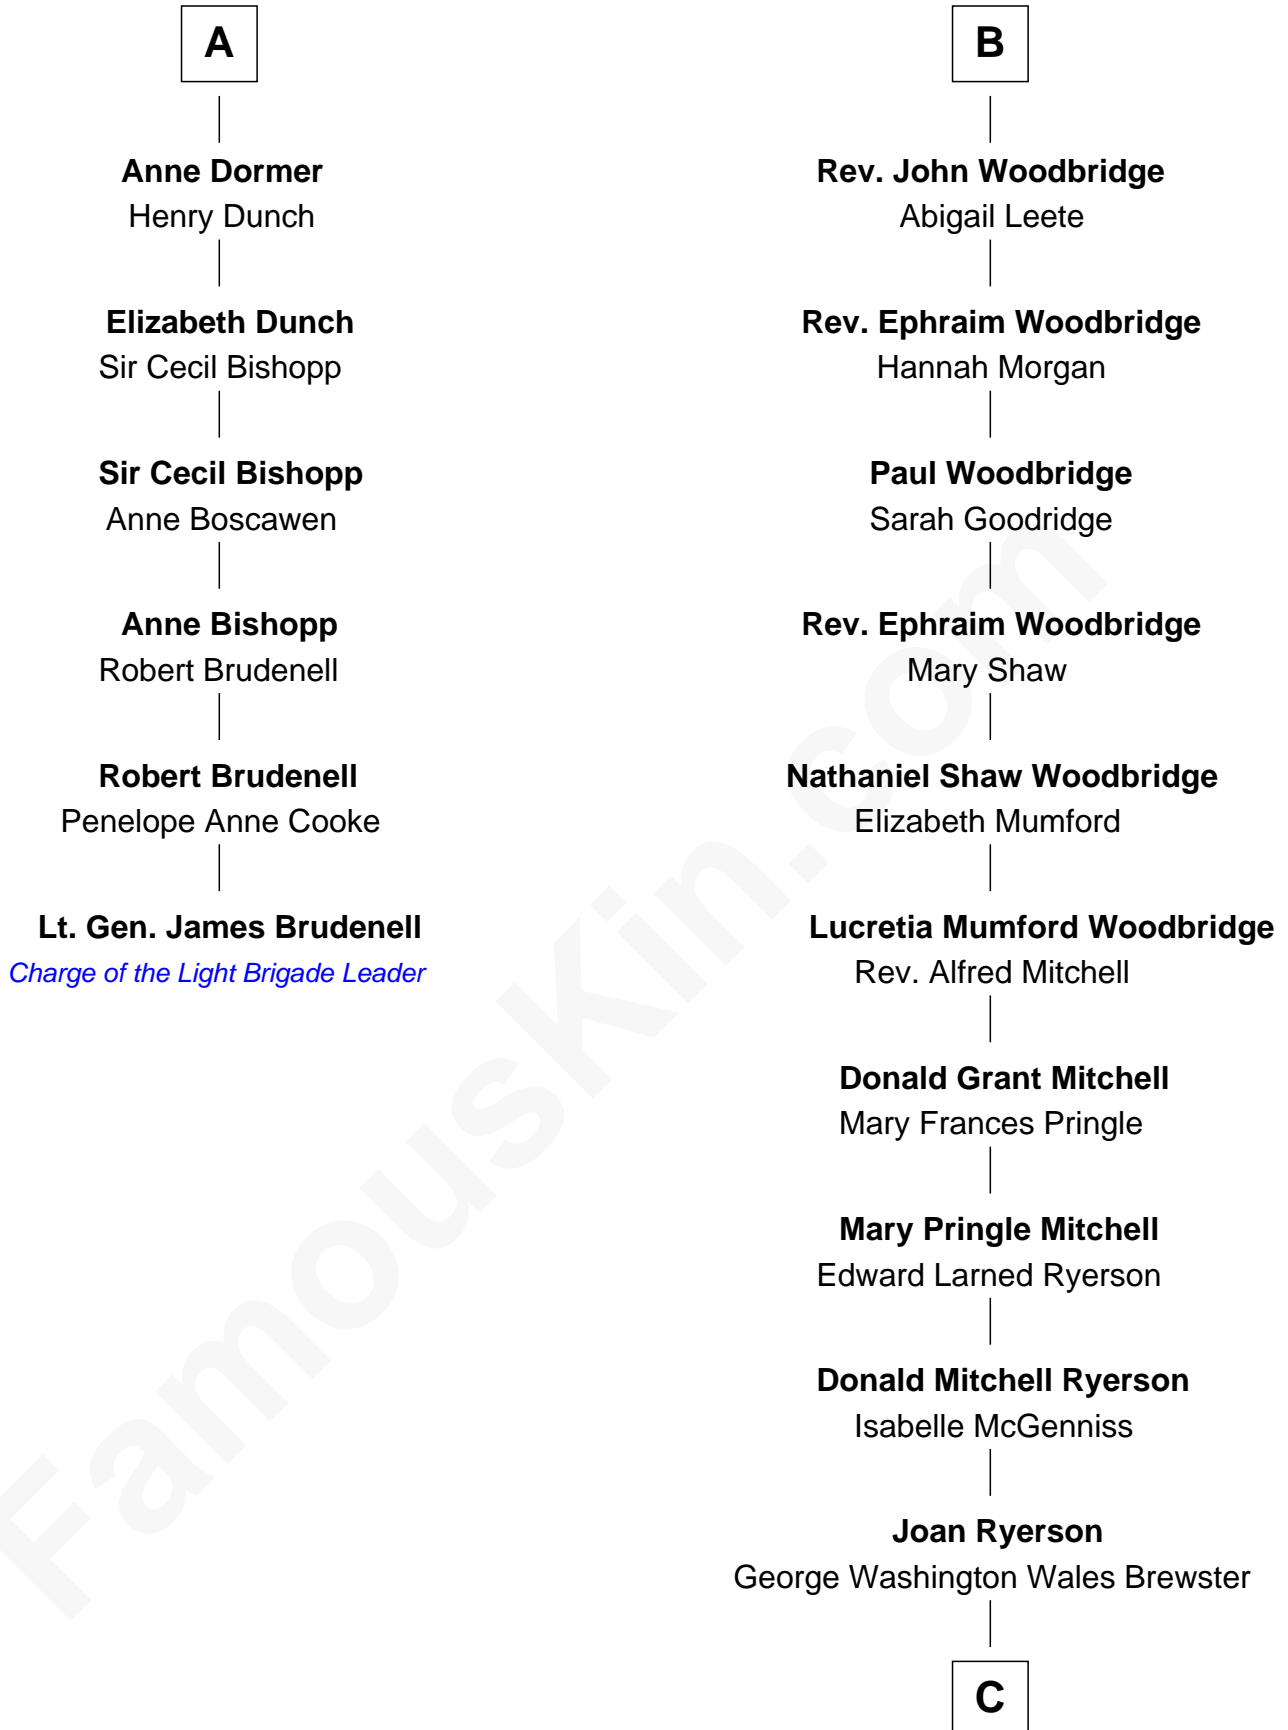 A
Anne Dormer
Henry Dunch
Elizabeth Dunch
Sir Cecil Bishopp
Sir Cecil Bishopp
Anne Boscawen
Anne Bishopp
Robert Brudenell
Robert Brudenell
Penelope Anne Cooke
Lt. Gen. James Brudenell
Charge of the Light Brigade Leader
B
Rev. John Woodbridge
Abigail Leete
Rev. Ephraim Woodbridge
Hannah Morgan
Paul Woodbridge
Sarah Goodridge
Rev. Ephraim Woodbridge
Mary Shaw
Nathaniel Shaw Woodbridge
Elizabeth Mumford
Lucretia Mumford Woodbridge
Rev. Alfred Mitchell
Donald Grant Mitchell
Mary Frances Pringle
Mary Pringle Mitchell
Edward Larned Ryerson
Donald Mitchell Ryerson
Isabelle McGenniss
Joan Ryerson
George Washington Wales Brewster
C
FamousKin.com